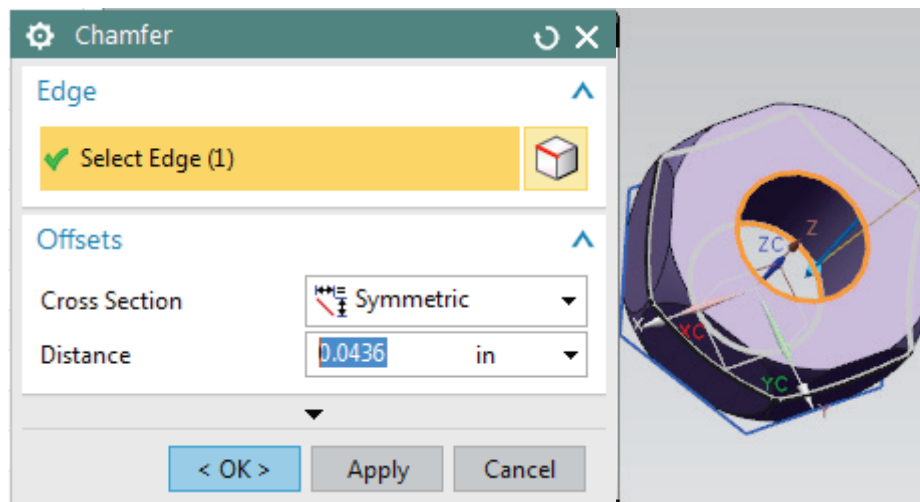 Chamfer
Edge
Select Edge (1)
Offsets
Cross Section
Symmetric
Distance
0.0436 in
< OK >
Apply
Cancel
ZC
Z
X
XC
YC
Y